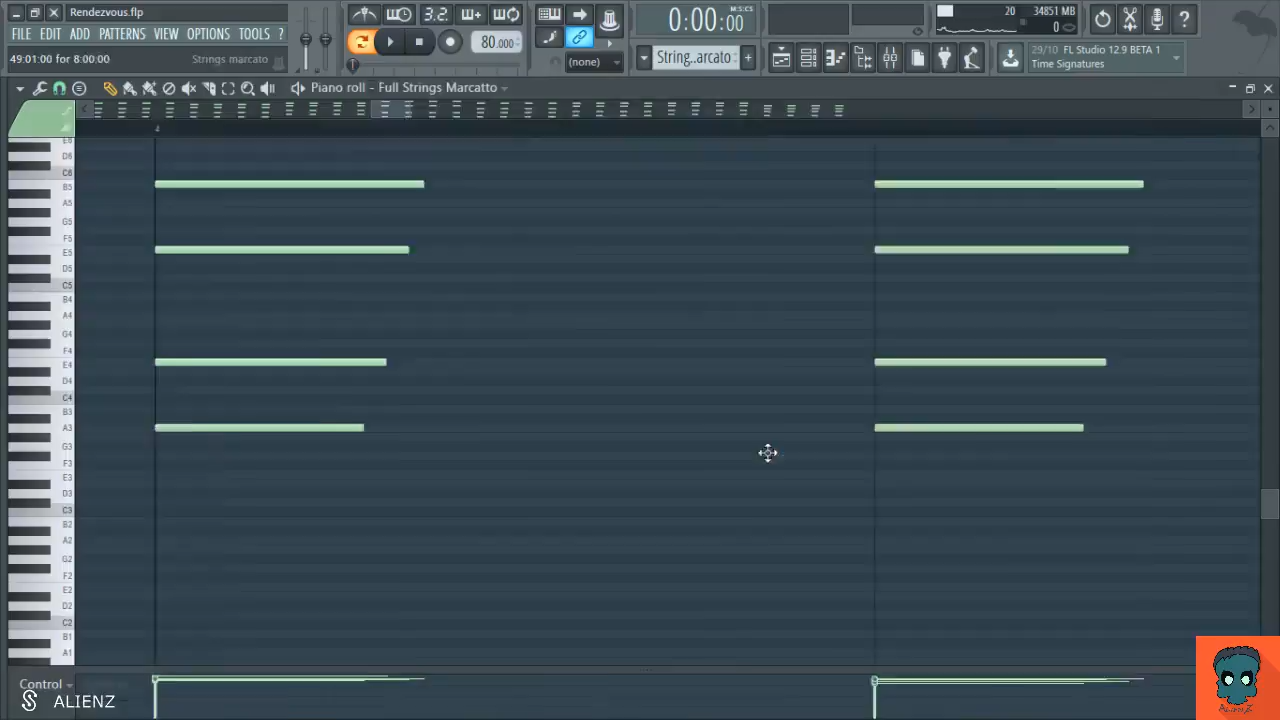 Rendezvous.flp
FILE EDIT ADD PATTERNS VIEW OPTIONS TOOLS ?
49:01:00 for 8:00:00 Strings marcato
3.2.
80.000
0:00:00
M:S:CS
(none)
String..arcato
20
34851 MB
0
29/10 FL Studio 12.9 BETA 1
Time Signatures
Piano roll - Full Strings Marcatto
4
D6
C6
B5
A5
G5
F5
E5
D5
C5
B4
A4
G4
F4
E4
D4
C4
B3
A3
G3
F3
E3
D3
C3
B2
A2
G2
F2
E2
D2
C2
B1
A1
Control
ALIENZ
AlienZ